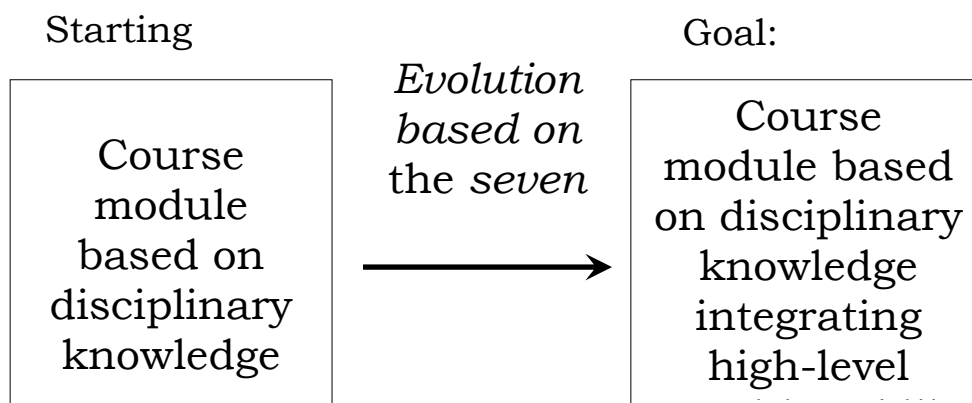 Starting
Goal:
Evolution
based on
the seven
Course
module
based on
disciplinary
knowledge
Course
module based
on disciplinary
knowledge
integrating
high-level